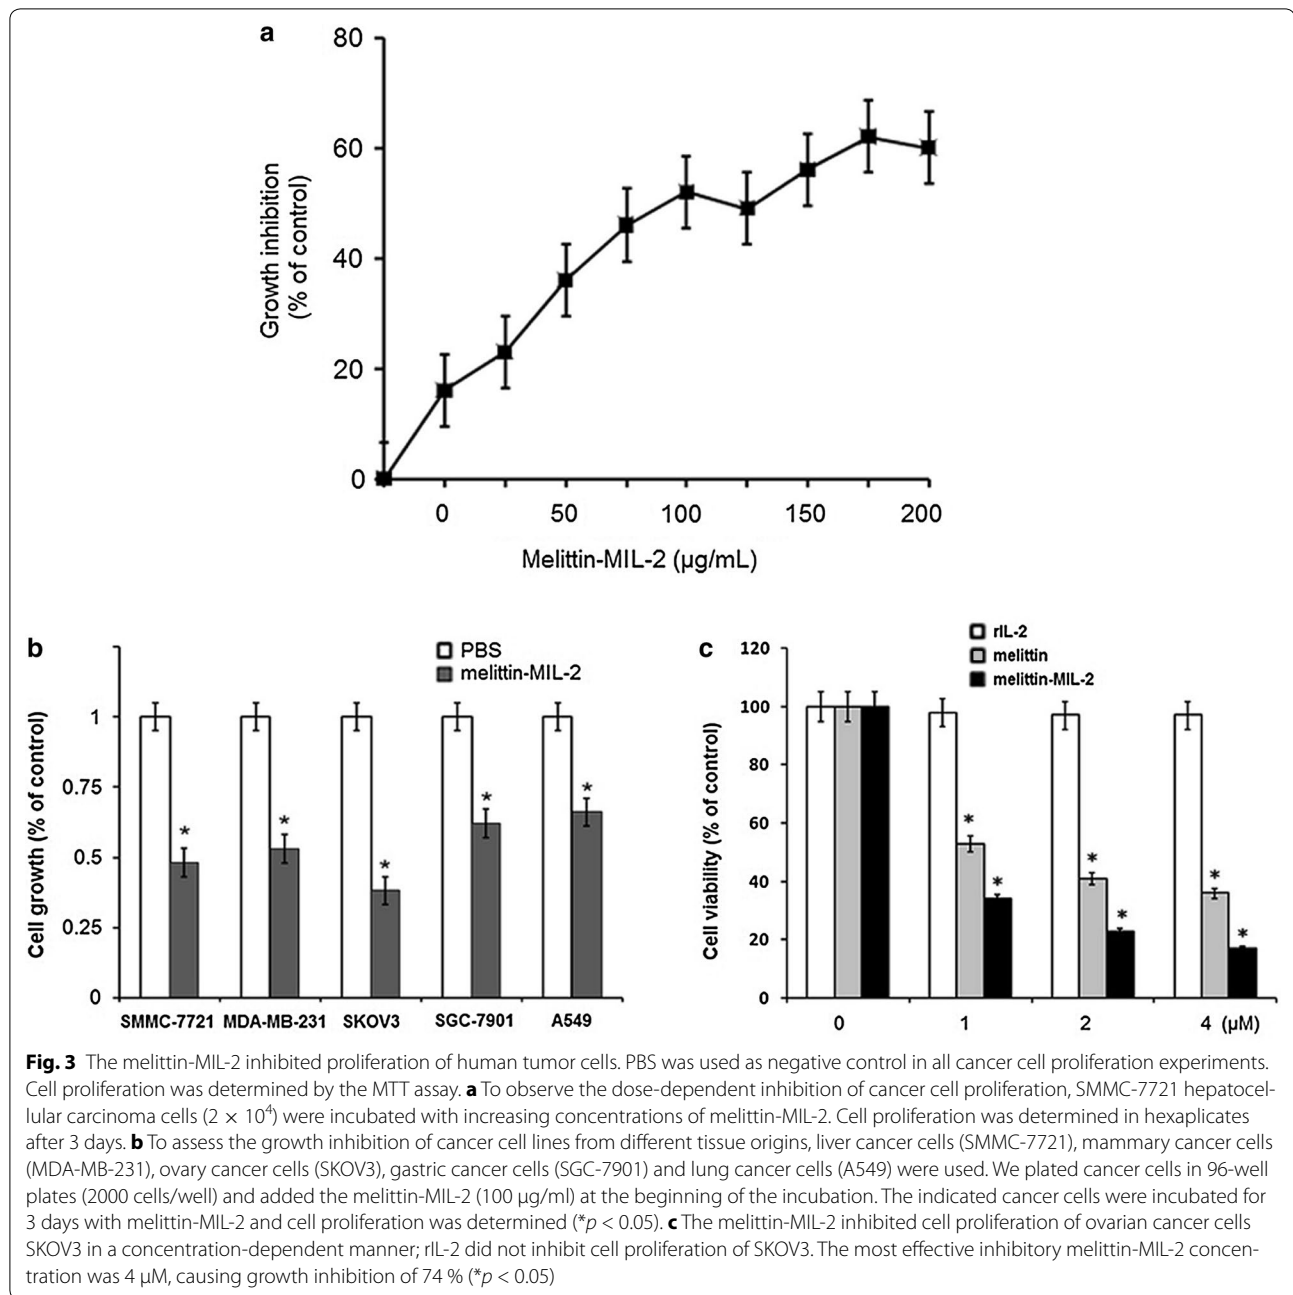 a
80
60
40
20
0
Growth inhibition
(% of control)
0 50 100 150 200
Melittin-MIL-2 (µg/mL)
b
PBS
melittin-MIL-2
1
0.75
0.5
0.25
0
Cell growth (% of control)
* * * * *
SMMC-7721 MDA-MB-231 SKOV3 SGC-7901 A549
c
rIL-2
melittin
melittin-MIL-2
120
100
80
60
40
20
0
Cell viability (% of control)
* * * * * *
0 1 2 4 (µM)
Fig. 3 The melittin-MIL-2 inhibited proliferation of human tumor cells. PBS was used as negative control in all cancer cell proliferation experiments.
Cell proliferation was determined by the MTT assay. a To observe the dose-dependent inhibition of cancer cell proliferation, SMMC-7721 hepatocel-
lular carcinoma cells (2 × 10⁴) were incubated with increasing concentrations of melittin-MIL-2. Cell proliferation was determined in hexaplicates
after 3 days. b To assess the growth inhibition of cancer cell lines from different tissue origins, liver cancer cells (SMMC-7721), mammary cancer cells
(MDA-MB-231), ovary cancer cells (SKOV3), gastric cancer cells (SGC-7901) and lung cancer cells (A549) were used. We plated cancer cells in 96-well
plates (2000 cells/well) and added the melittin-MIL-2 (100 µg/ml) at the beginning of the incubation. The indicated cancer cells were incubated for
3 days with melittin-MIL-2 and cell proliferation was determined (*p < 0.05). c The melittin-MIL-2 inhibited cell proliferation of ovarian cancer cells
SKOV3 in a concentration-dependent manner; rIL-2 did not inhibit cell proliferation of SKOV3. The most effective inhibitory melittin-MIL-2 concen-
tration was 4 µM, causing growth inhibition of 74 % (*p < 0.05)